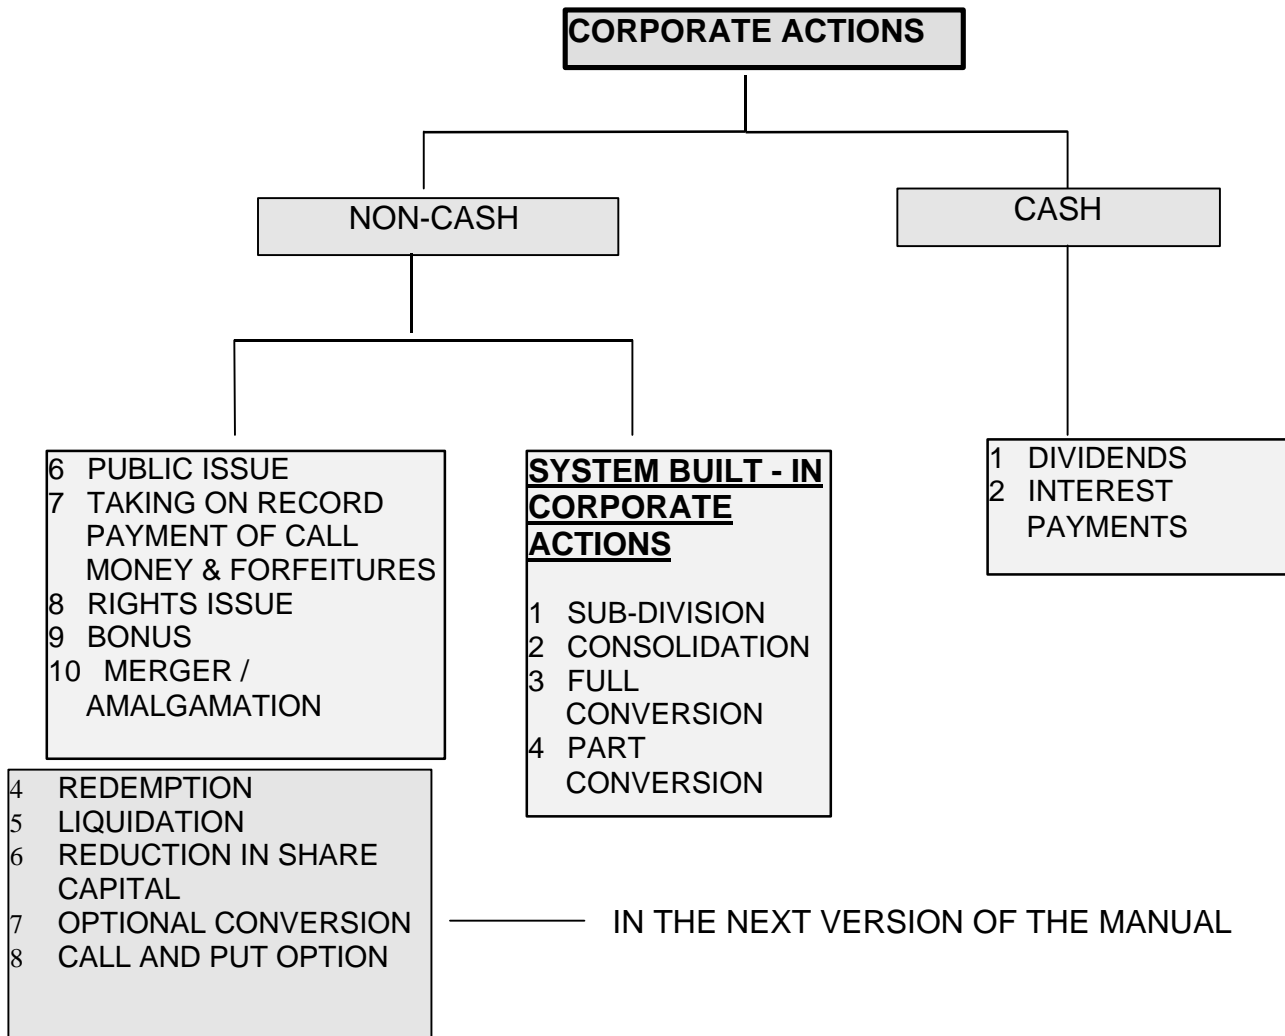 CORPORATE ACTIONS
NON-CASH
CASH
6 PUBLIC ISSUE
7 TAKING ON RECORD
PAYMENT OF CALL
MONEY & FORFEITURES
8 RIGHTS ISSUE
9 BONUS
10 MERGER /
AMALGAMATION
SYSTEM BUILT - IN
CORPORATE
ACTIONS
1 SUB-DIVISION
2 CONSOLIDATION
3 FULL
CONVERSION
4 PART
CONVERSION
1 DIVIDENDS
2 INTEREST
PAYMENTS
4 REDEMPTION
5 LIQUIDATION
6 REDUCTION IN SHARE
CAPITAL
7 OPTIONAL CONVERSION
8 CALL AND PUT OPTION
IN THE NEXT VERSION OF THE MANUAL